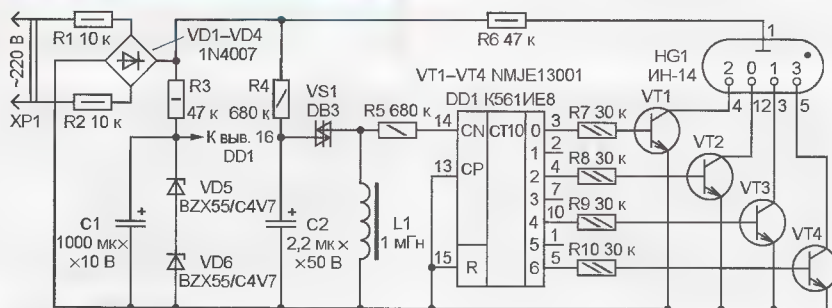 ~220 В
XP1
R1 10 к
R2 10 к
VD1–VD4
1N4007
R3
47 к
R4
680 к
К выв. 16
DD1
VD5
BZX55/C4V7
VD6
BZX55/C4V7
C1
1000 мк×
×10 В
+
VS1
DB3
C2
2,2 мк×
×50 В
+
L1
1 мГн
R5 680 к
R6 47 к
VT1–VT4 NMJE13001
DD1 К561ИЕ8
14
13
15
CN
CP
R
CT10
0
1
2
3
4
5
6
3
2
4
7
10
1
5
R7 30 к
R8 30 к
R9 30 к
R10 30 к
VT1
VT2
VT3
VT4
HG1
ИН-14
1
2 0 1 3
4 12 3 5